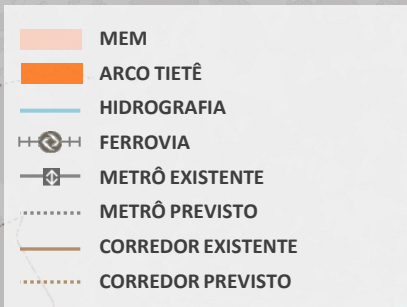 MEM
ARCO TIETÊ
HIDROGRAFIA
FERROVIA
METRÔ EXISTENTE
METRÔ PREVISTO
CORREDOR EXISTENTE
CORREDOR PREVISTO